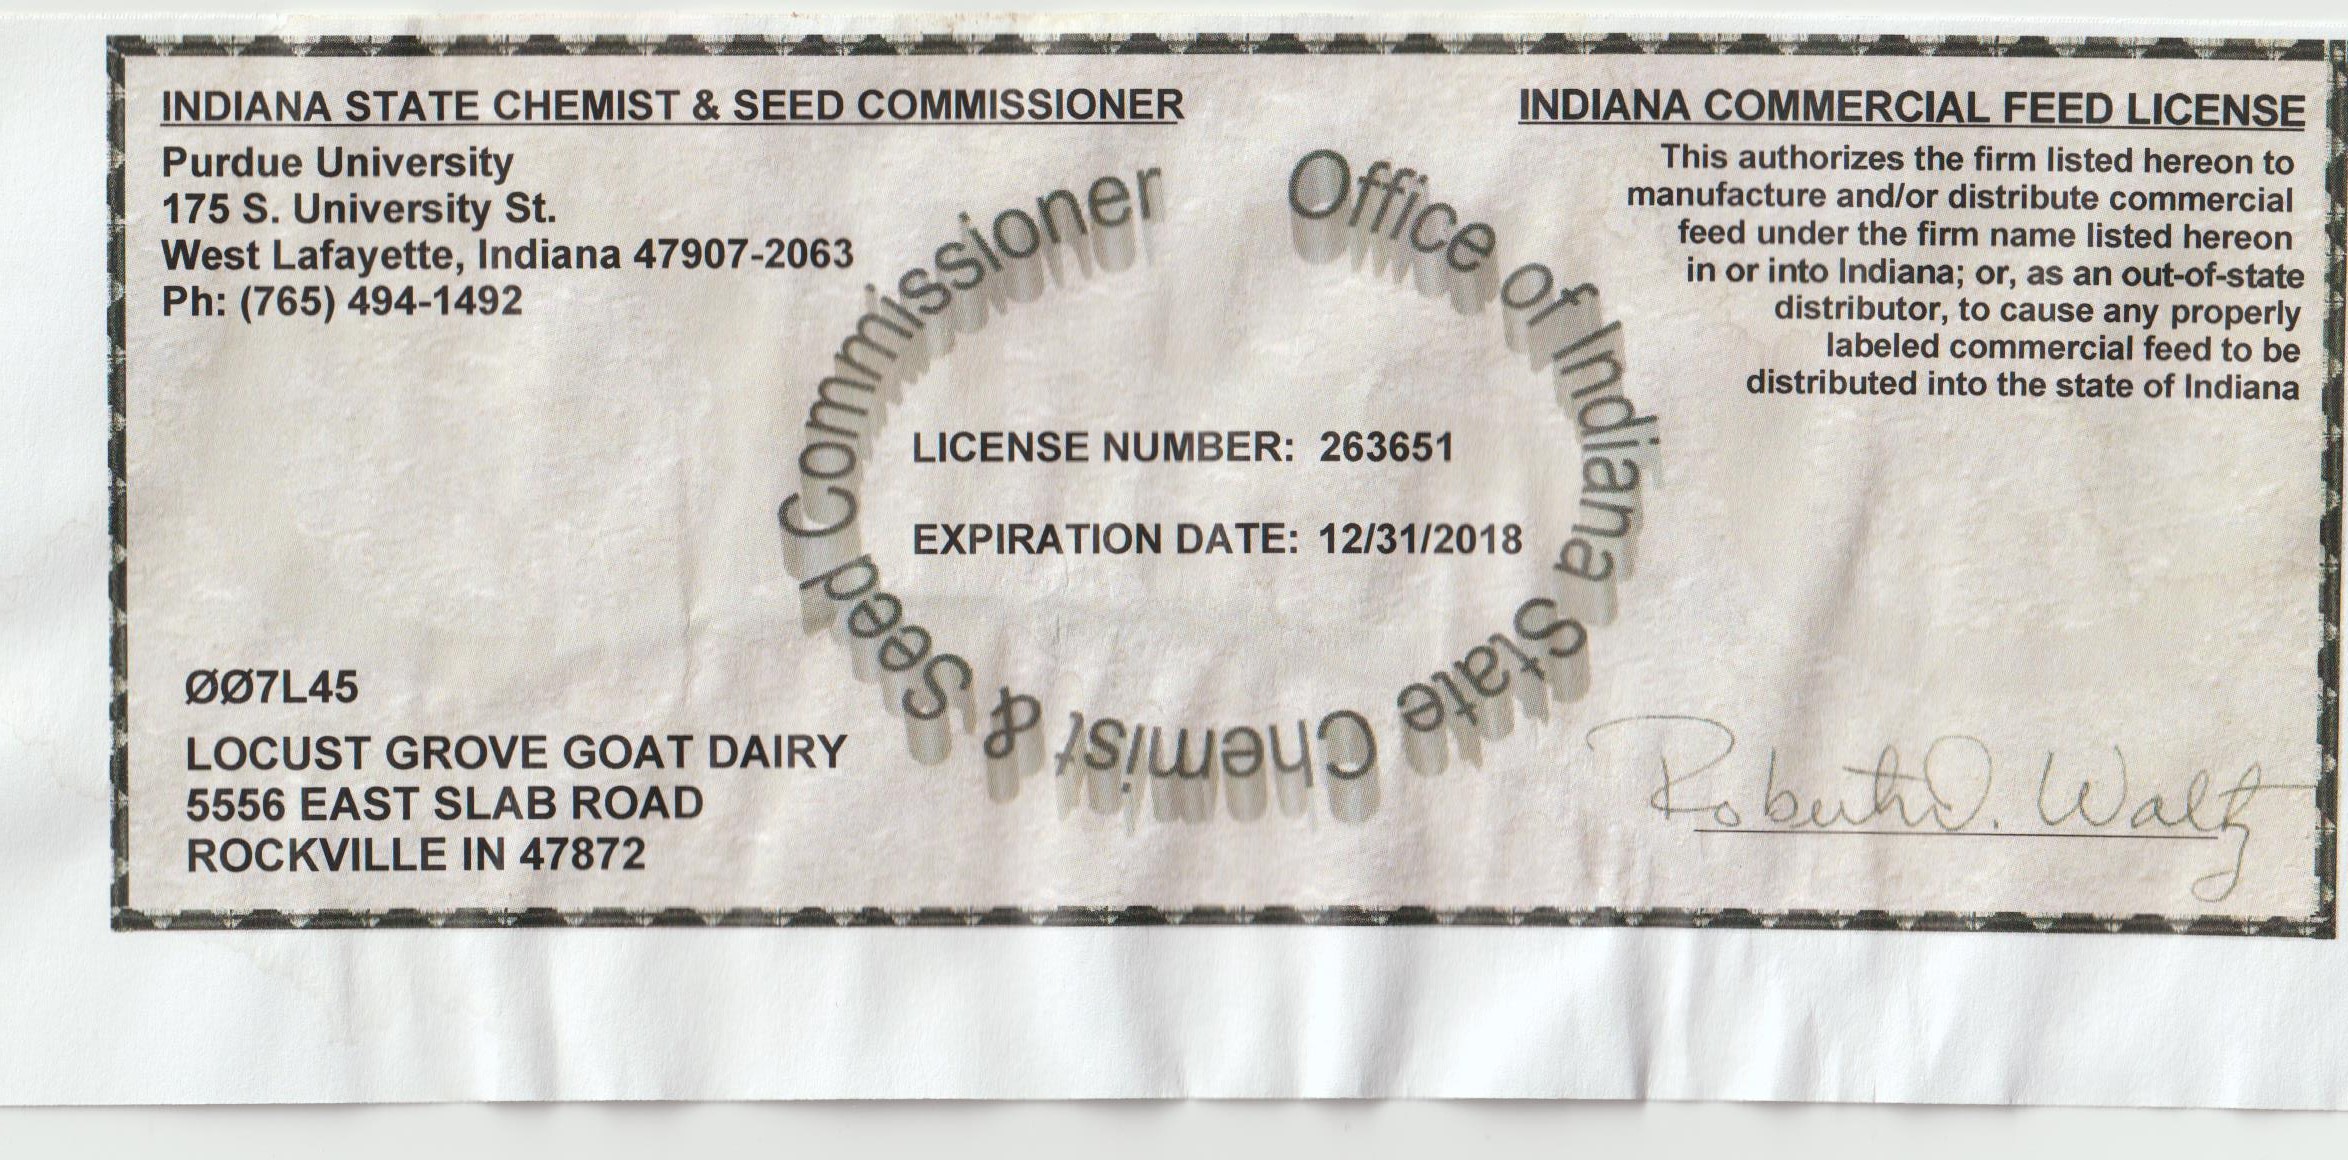 INDIANA STATE CHEMIST & SEED COMMISSIONER
Purdue University
175 S. University St.
West Lafayette, Indiana 47907-2063
Ph: (765) 494-1492
INDIANA COMMERCIAL FEED LICENSE
This authorizes the firm listed hereon to
manufacture and/or distribute commercial
feed under the firm name listed hereon
in or into Indiana; or, as an out-of-state
distributor, to cause any properly
labeled commercial feed to be
distributed into the state of Indiana
Office of Indiana State Chemist & Seed Commissioner
LICENSE NUMBER: 263651
EXPIRATION DATE: 12/31/2018
ØØ7L45
LOCUST GROVE GOAT DAIRY
5556 EAST SLAB ROAD
ROCKVILLE IN 47872
Robert D. Waltz